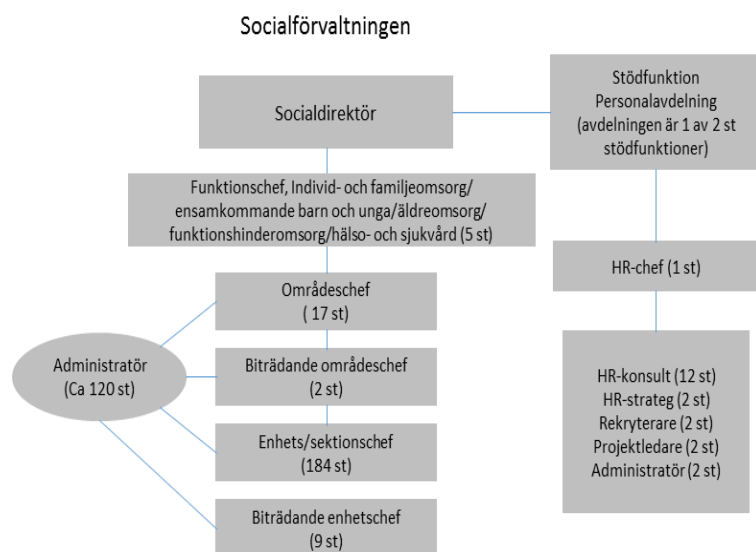 Socialförvaltningen
Socialdirektör
Stödfunktion
Personalavdelning
(avdelningen är 1 av 2 st
stödfunktioner)
Funktionschef, Individ- och familjeomsorg/
ensamkommande barn och unga/äldreomsorg/
funktionshinderomsorg/hälso- och sjukvård (5 st)
HR-chef (1 st)
Områdeschef
( 17 st)
Administratör
(Ca 120 st)
Biträdande områdeschef
(2 st)
Enhets/sektionschef
(184 st)
Biträdande enhetschef
(9 st)
HR-konsult (12 st)
HR-strateg (2 st)
Rekryterare (2 st)
Projektledare (2 st)
Administratör (2 st)